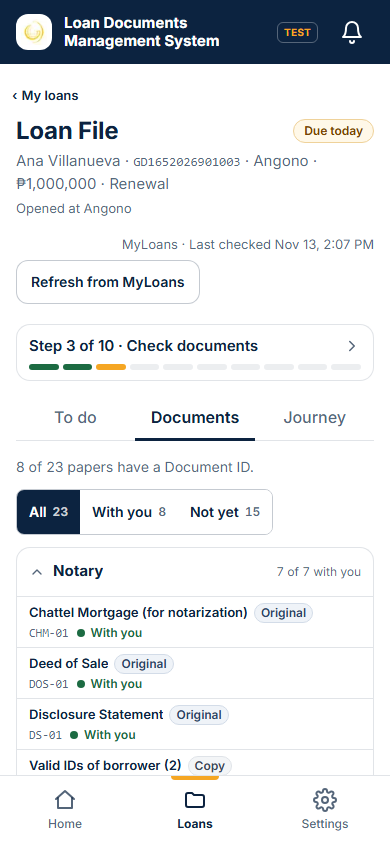 Loan Documents
Management System
TEST
‹ My loans
Loan File
Due today
Ana Villanueva · GD1652026901003 · Angono ·
₱1,000,000 · Renewal
Opened at Angono
MyLoans · Last checked Nov 13, 2:07 PM
Refresh from MyLoans
Step 3 of 10 · Check documents
To do
Documents
Journey
8 of 23 papers have a Document ID.
All 23
With you 8
Not yet 15
Notary
7 of 7 with you
Chattel Mortgage (for notarization) Original
CHM-01 With you
Deed of Sale Original
DOS-01 With you
Disclosure Statement Original
DS-01 With you
Valid IDs of borrower (2) Copy
Home
Loans
Settings